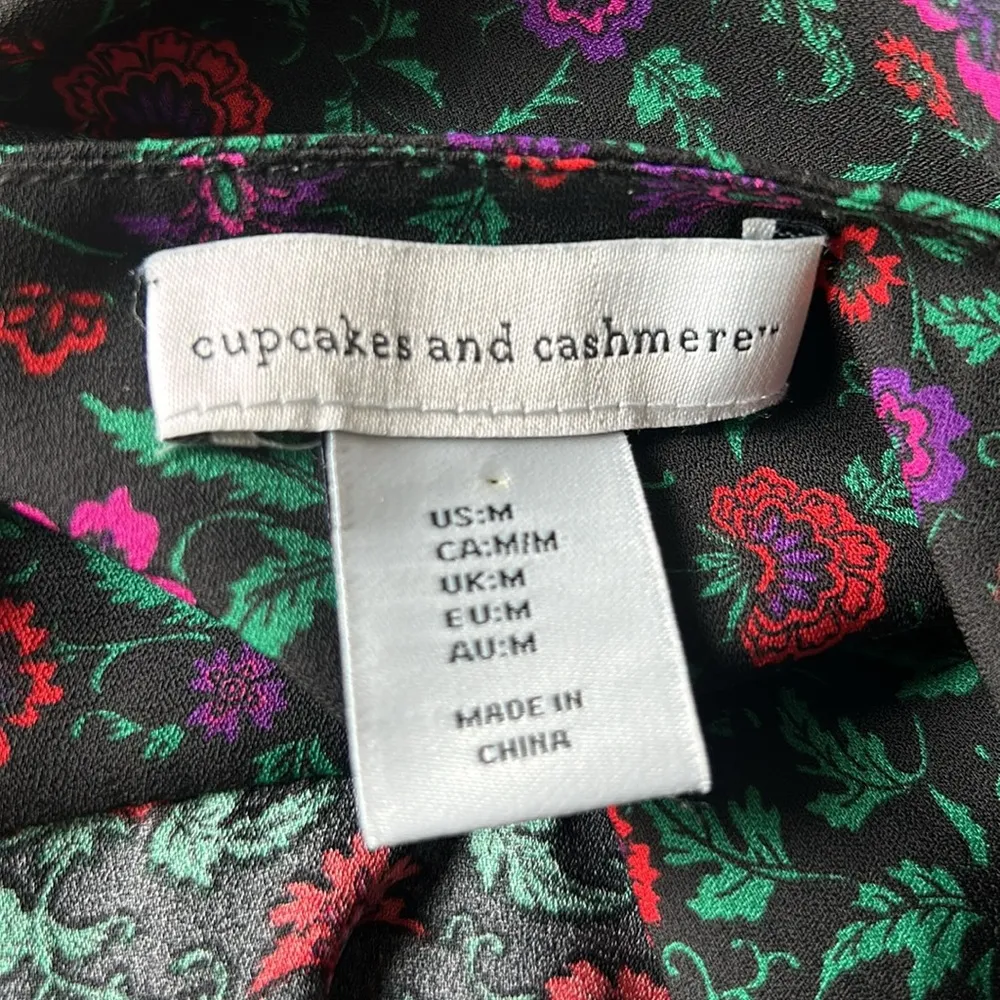 cupcakes and cashmere™
US:M
CA:M/M
UK:M
EU:M
AU:M
MADE IN
CHINA